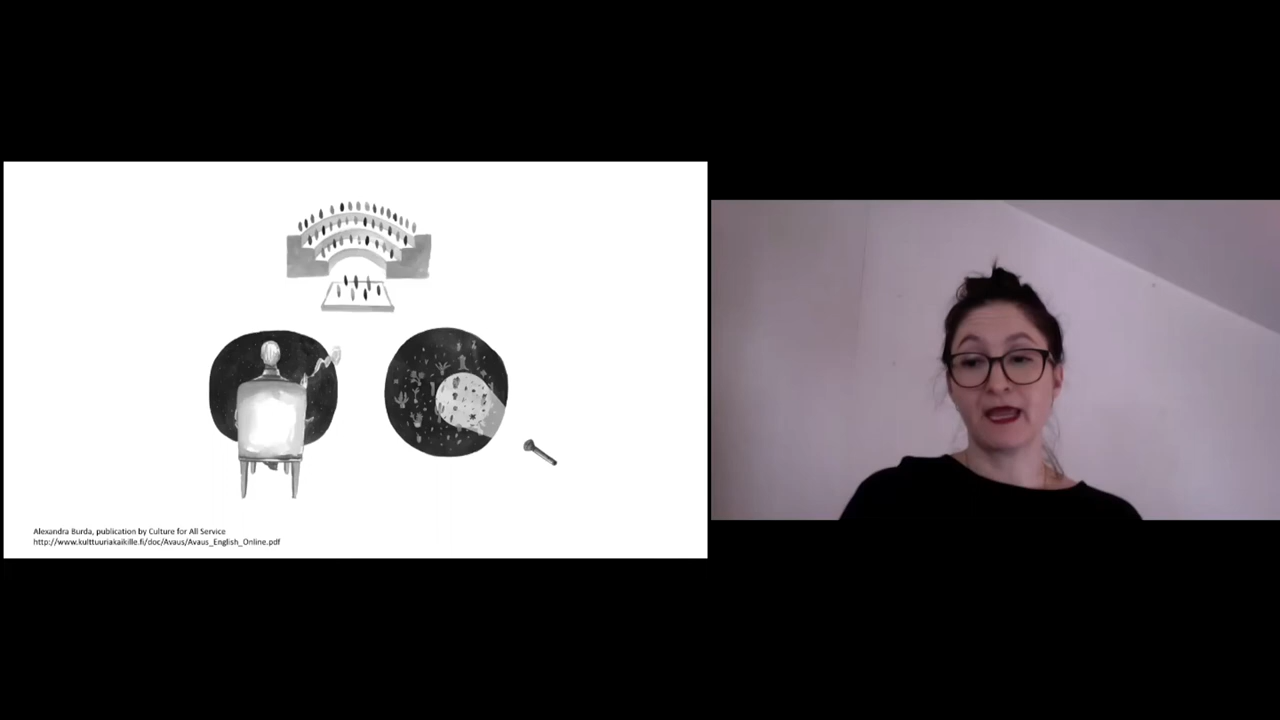 Alexandra Burda, publication by Culture for All Service
http://www.kulttuuriakaikille.fi/doc/Avaus/Avaus_English_Online.pdf